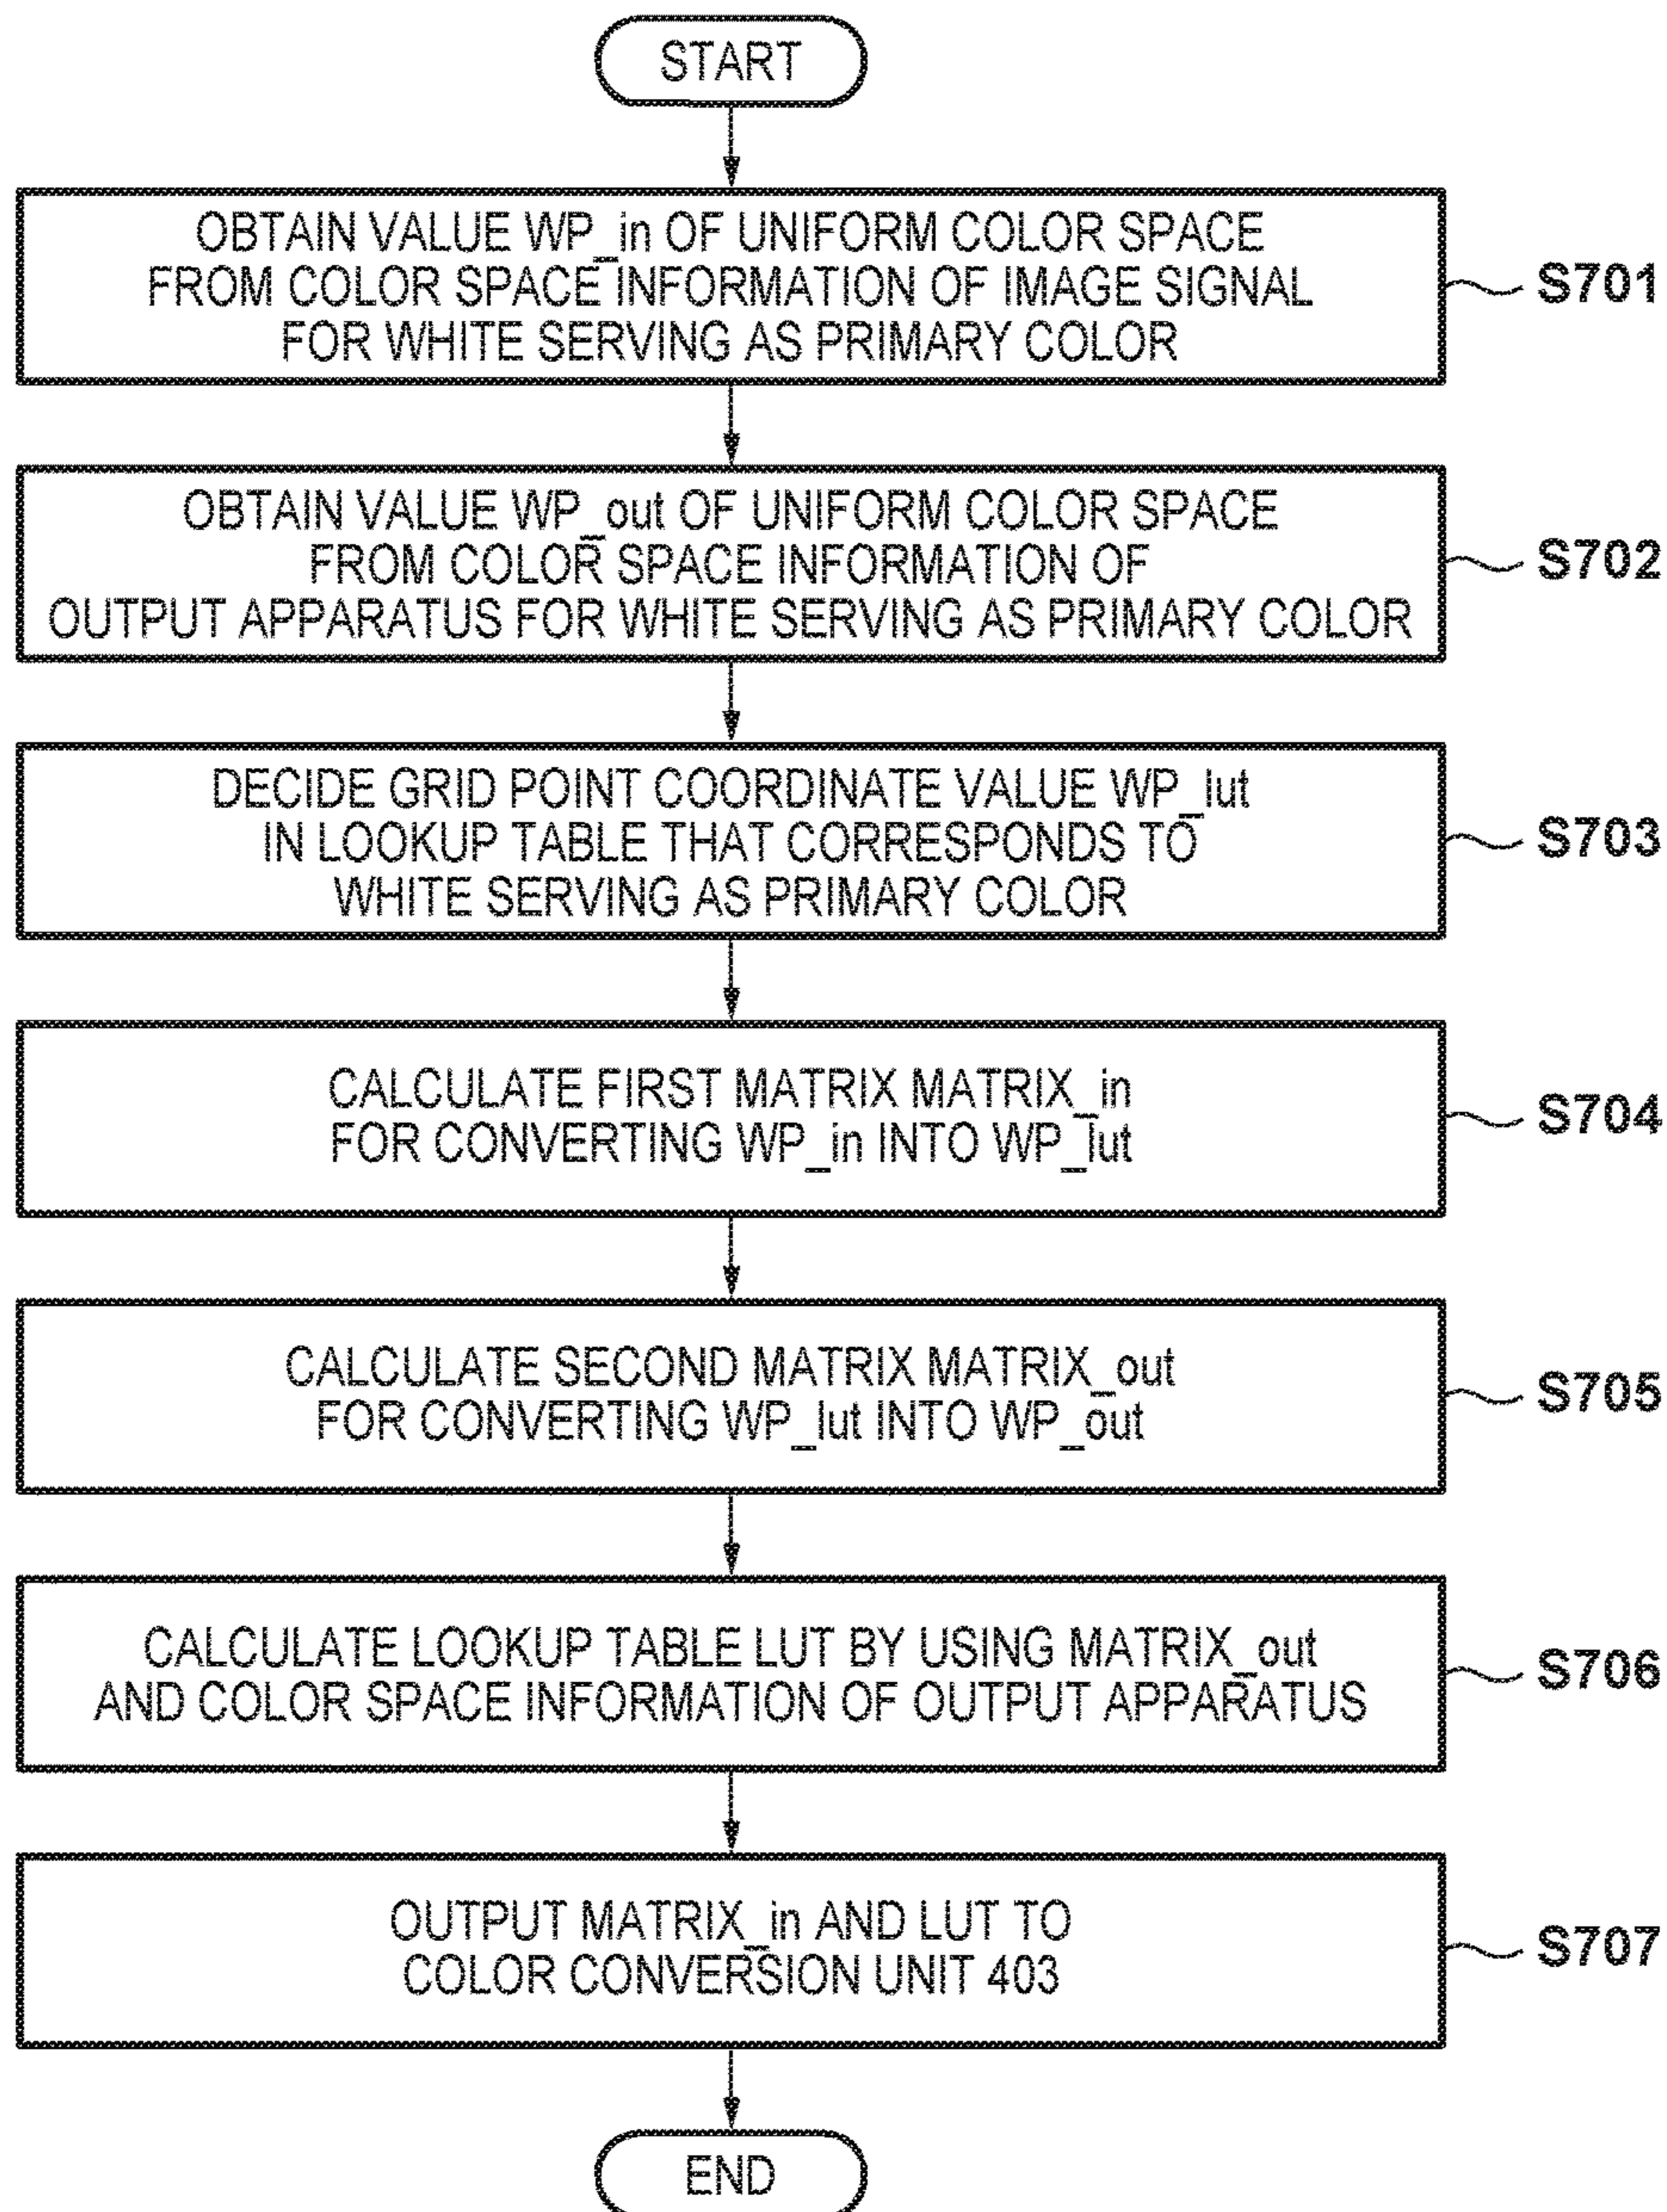 START
OBTAIN VALUE WP_in OF UNIFORM COLOR SPACE
FROM COLOR SPACE INFORMATION OF IMAGE SIGNAL
FOR WHITE SERVING AS PRIMARY COLOR
S701
OBTAIN VALUE WP_out OF UNIFORM COLOR SPACE
FROM COLOR SPACE INFORMATION OF
OUTPUT APPARATUS FOR WHITE SERVING AS PRIMARY COLOR
S702
DECIDE GRID POINT COORDINATE VALUE WP_lut
IN LOOKUP TABLE THAT CORRESPONDS TO
WHITE SERVING AS PRIMARY COLOR
S703
CALCULATE FIRST MATRIX MATRIX_in
FOR CONVERTING WP_in INTO WP_lut
S704
CALCULATE SECOND MATRIX MATRIX_out
FOR CONVERTING WP_lut INTO WP_out
S705
CALCULATE LOOKUP TABLE LUT BY USING MATRIX_out
AND COLOR SPACE INFORMATION OF OUTPUT APPARATUS
S706
OUTPUT MATRIX_in AND LUT TO
COLOR CONVERSION UNIT 403
S707
END